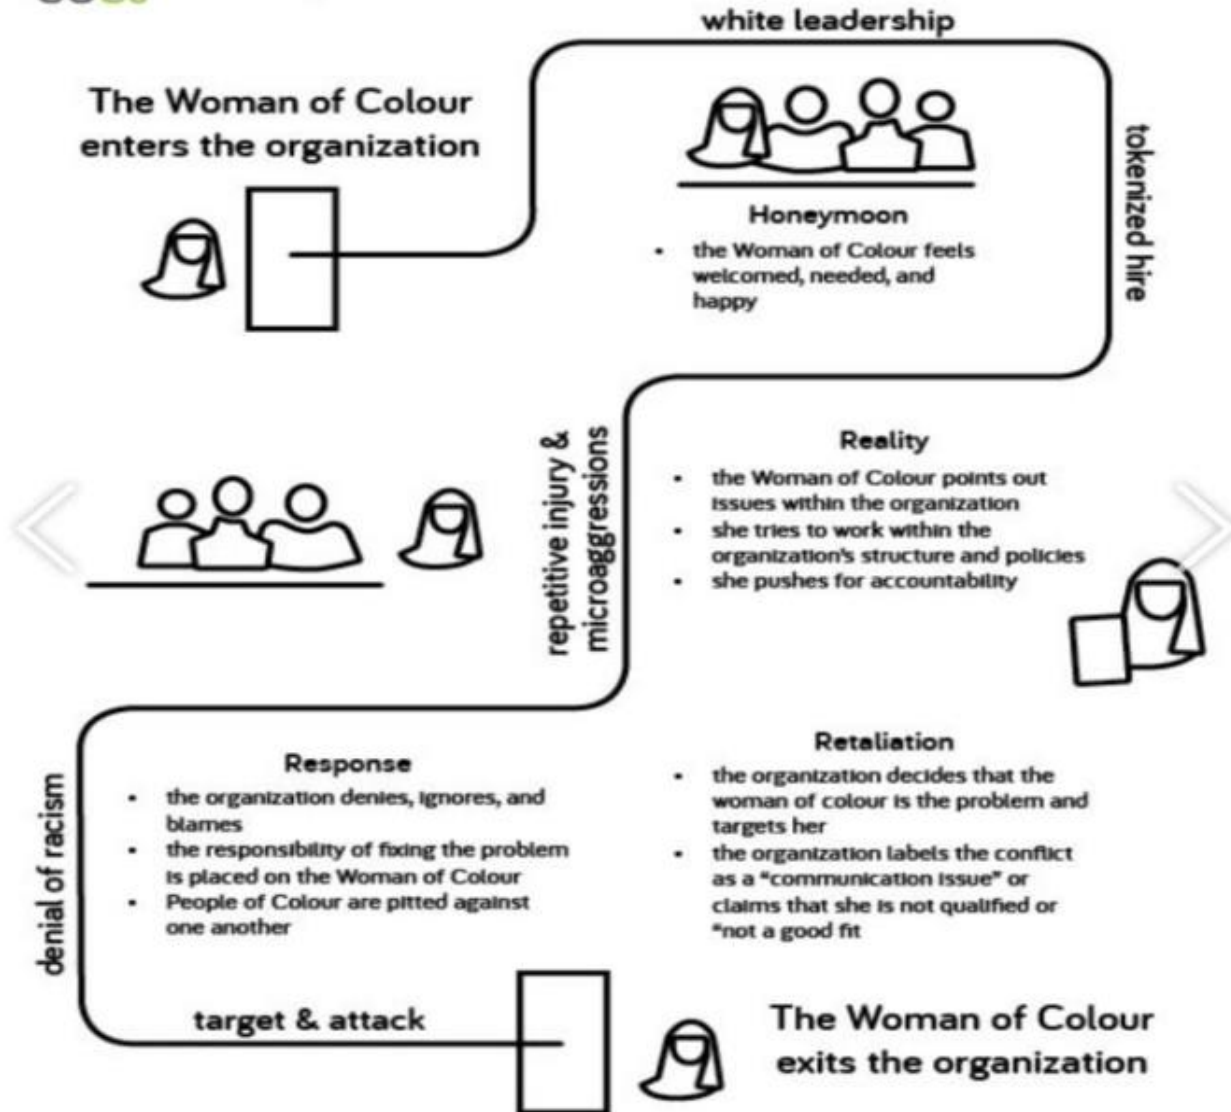 white leadership
The Woman of Colour
enters the organization
tokenized hire
Honeymoon
• the Woman of Colour feels
welcomed, needed, and
happy
repetitive injury &
microaggressions
Reality
• the Woman of Colour points out
issues within the organization
• she tries to work within the
organization's structure and policies
• she pushes for accountability
denial of racism
Response
• the organization denies, ignores, and
blames
• the responsibility of fixing the problem
is placed on the Woman of Colour
• People of Colour are pitted against
one another
Retaliation
• the organization decides that the
woman of colour is the problem and
targets her
• the organization labels the conflict
as a "communication issue" or
claims that she is not qualified or
"not a good fit
target & attack
The Woman of Colour
exits the organization